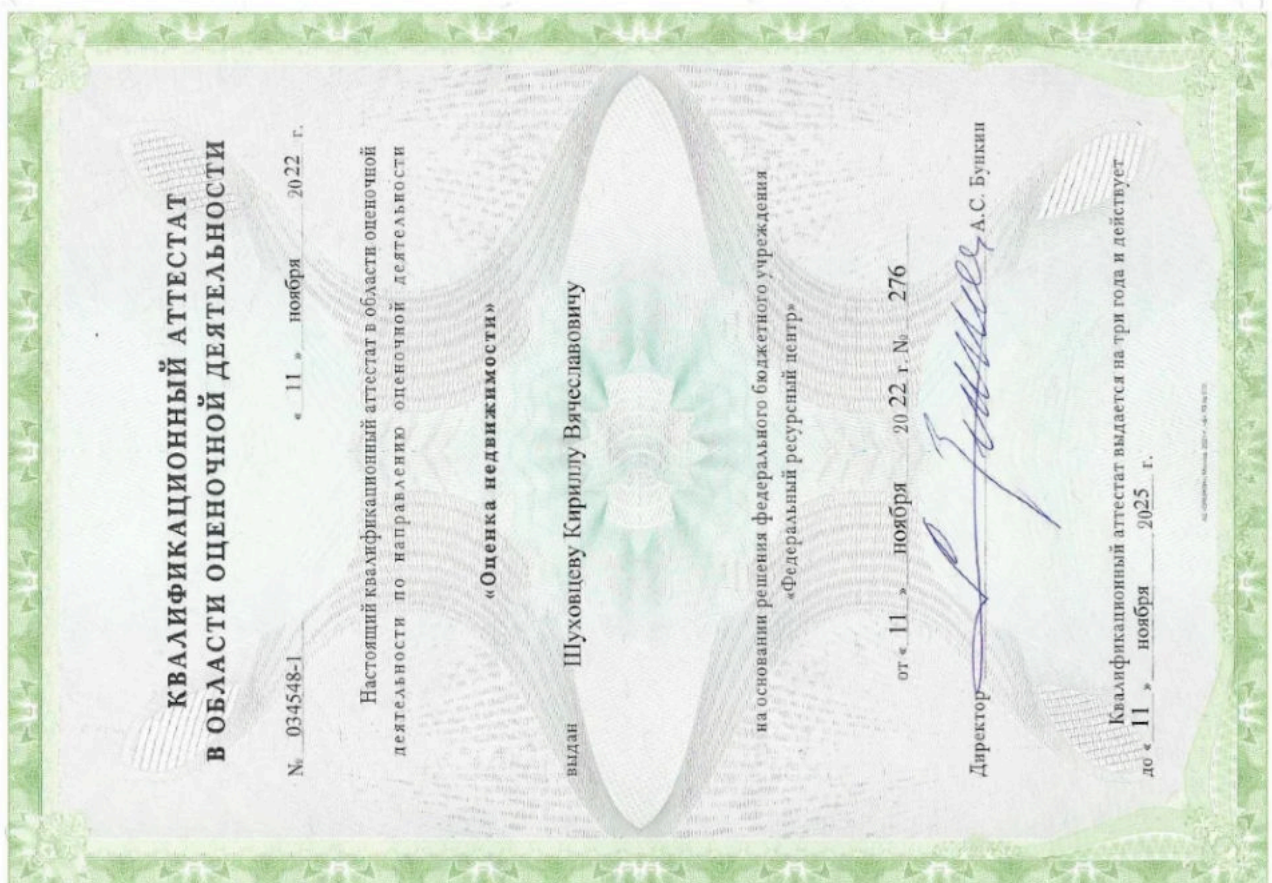 КВАЛИФИКАЦИОННЫЙ АТТЕСТАТ
В ОБЛАСТИ ОЦЕНОЧНОЙ ДЕЯТЕЛЬНОСТИ
№ 034548-1 « 11 » ноября 2022 г.
Настоящий квалификационный аттестат в области оценочной
деятельности по направлению оценочной деятельности
«Оценка недвижимости»
выдан Шуховцеву Кириллу Вячеславовичу
на основании решения федерального бюджетного учреждения
«Федеральный ресурсный центр»
от « 11 » ноября 20 22 г. № 276
Директор А.С. Бункин
Квалификационный аттестат выдается на три года и действует
до « 11 » ноября 2025 г.